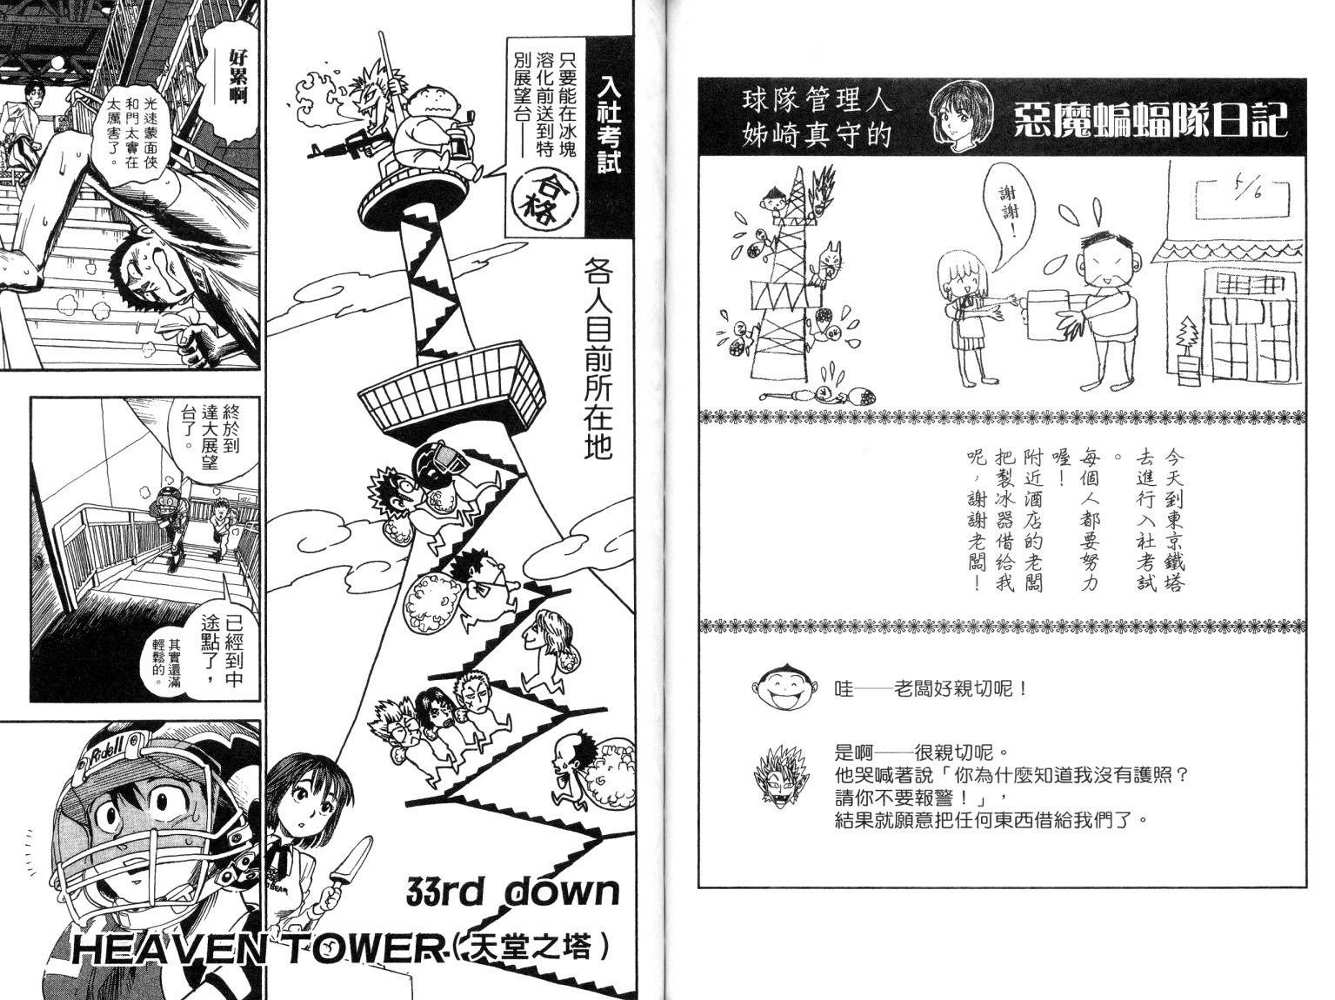 球隊管理人
姊崎真守的
惡魔蝙蝠隊日記
5/6
謝
謝！
今天到東京鐵塔
去進行入社考試
。
每個人都要努力
喔！
附近酒店的老闆
把製冰器借給我
呢，謝謝老闆！
哇——老闆好親切呢！
是啊——很親切呢。
他哭喊著說「你為什麼知道我沒有護照？
請你不要報警！」，
結果就願意把任何東西借給我們了。
入社考試
只要能在冰塊
溶化前送到特
別展望台——
合格
各人目前所在地
33rd down
HEAVEN TOWER（天堂之塔）
好累啊
——
光速蒙面俠
和門太實在
太厲害了。
終於到
達大展望
台了。
已經到中
途點了，
其實還滿
輕鬆的。
Ridell